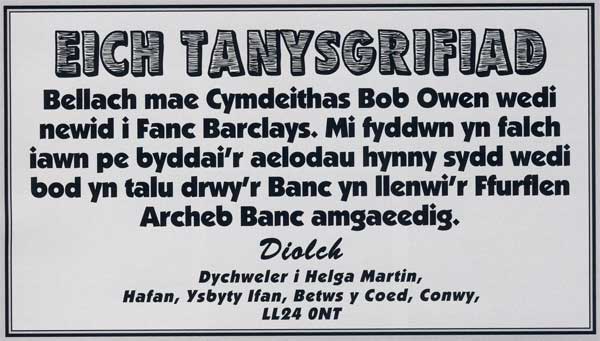 EICH TANYSGRIFIAD
Bellach mae Cymdeithas Bob Owen wedi
newid i Fanc Barclays. Mi fyddwn yn falch
iawn pe byddai'r aelodau hynny sydd wedi
bod yn talu drwy'r Banc yn llenwi'r Ffurflen
Archeb Banc amgaeedig.
Diolch
Dychweler i Helga Martin,
Hafan, Ysbyty Ifan, Betws y Coed, Conwy,
LL24 0NT